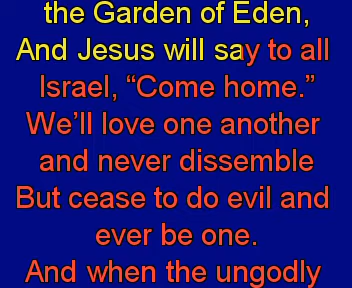 the Garden of Eden,
And Jesus will say to all
Israel, “Come home.”
We’ll love one another
and never dissemble
But cease to do evil and
ever be one.
And when the ungodly